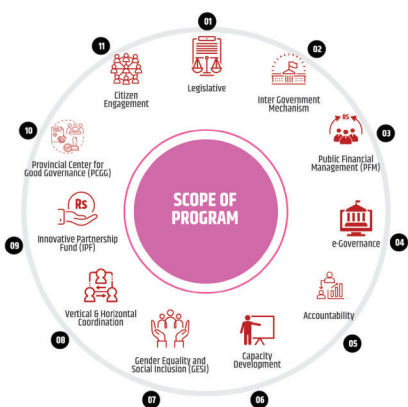 01
Legislative
02
Inter Government
Mechanism
RS
03
Public Financial
Management (PFM)
04
e-Governance
05
Accountability
06
Capacity
Development
07
Gender Equality and
Social Inclusion (GESI)
08
Vertical & Horizontal
Coordination
09
Rs
Innovative Partnership
Fund (IPF)
10
Provincial Center for
Good Governance (PCGG)
11
Citizen
Engagement
SCOPE OF
PROGRAM